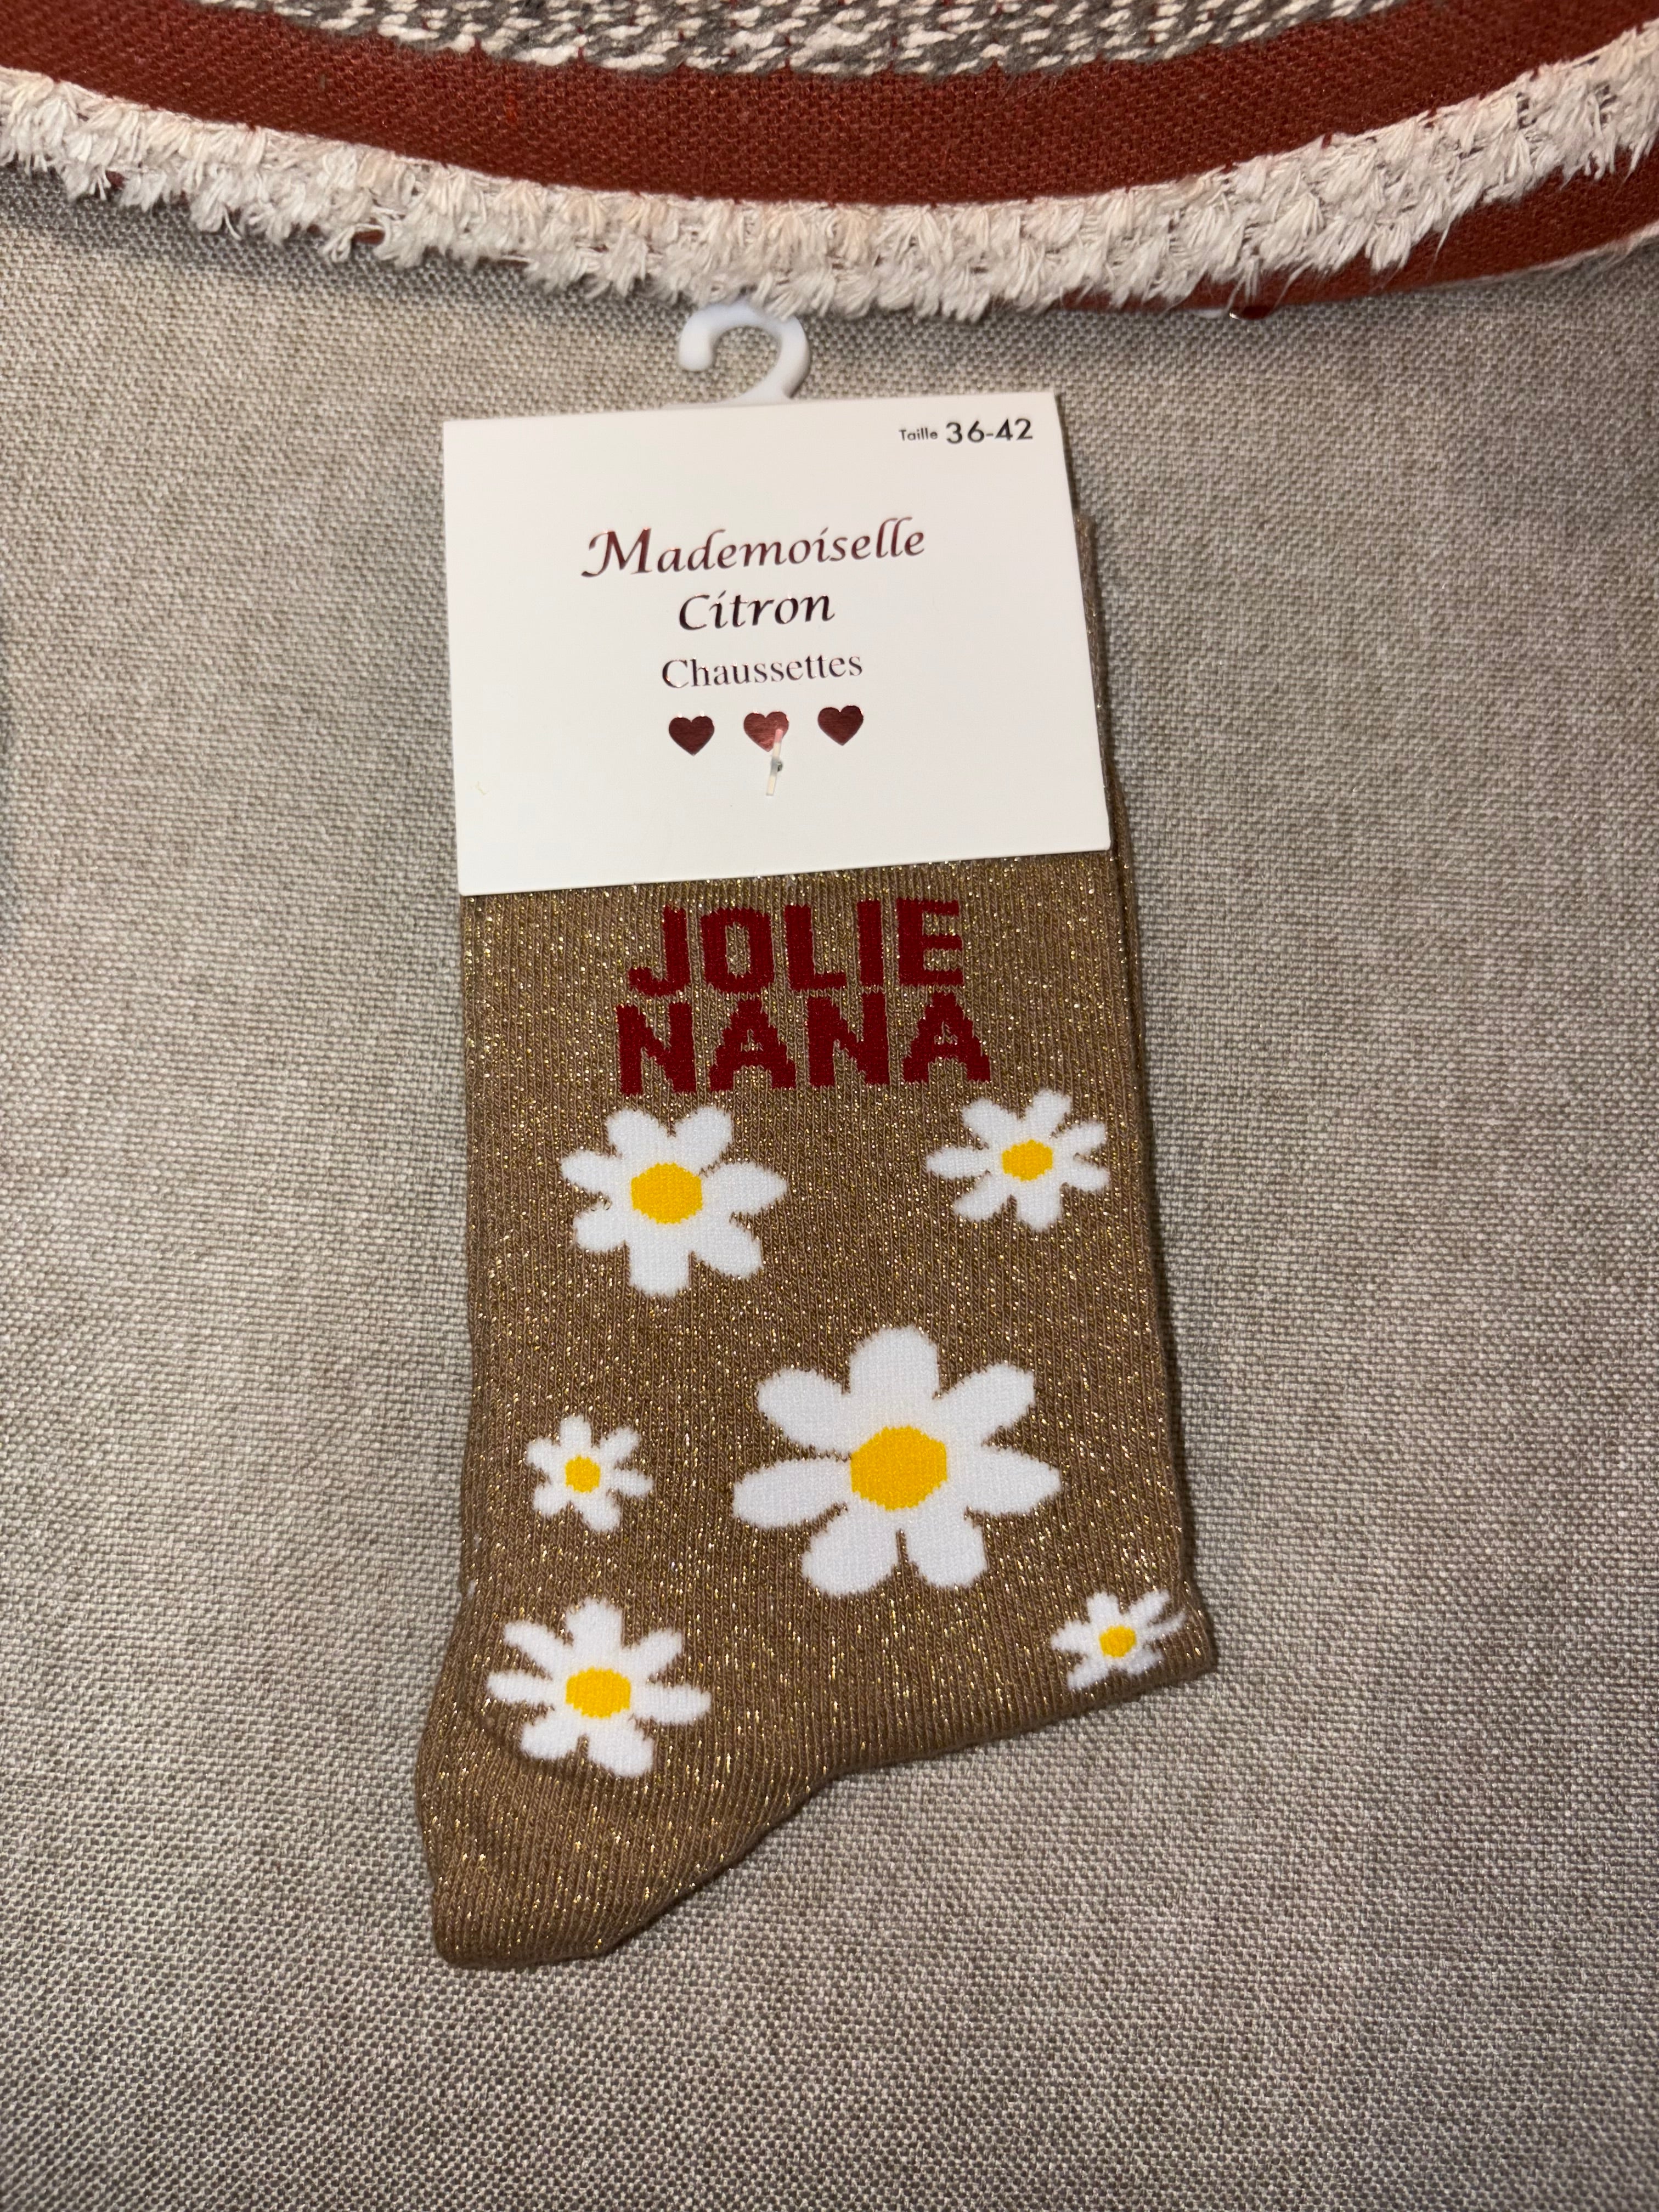 Taille 36-42
Mademoiselle
Citron
Chaussettes
JOLIE
NANA